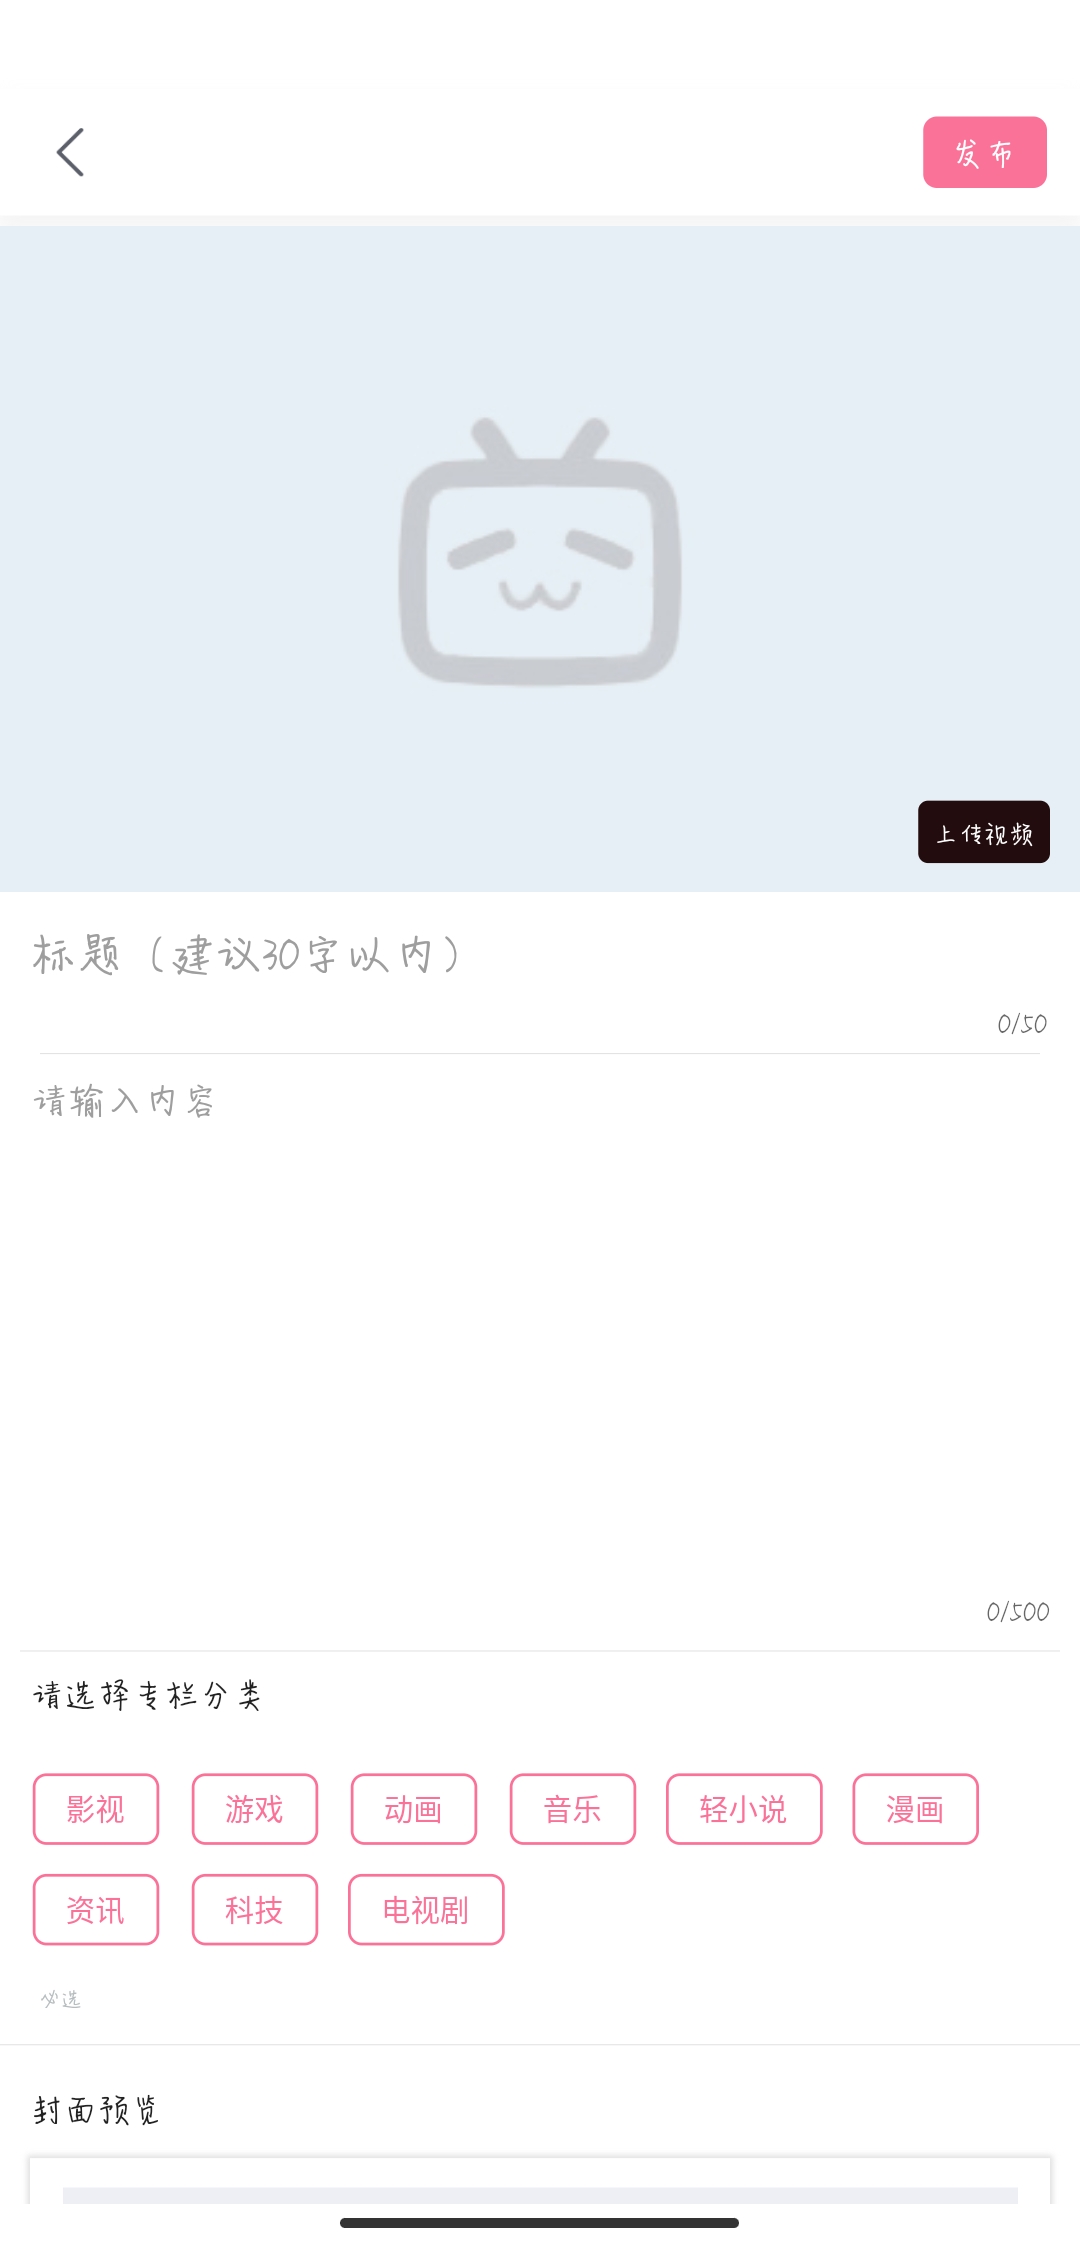 发布
上传视频
标题（建议30字以内）
0/50
请输入内容
0/500
请选择专栏分类
影视 游戏 动画 音乐 轻小说 漫画
资讯 科技 电视剧
必选
封面预览